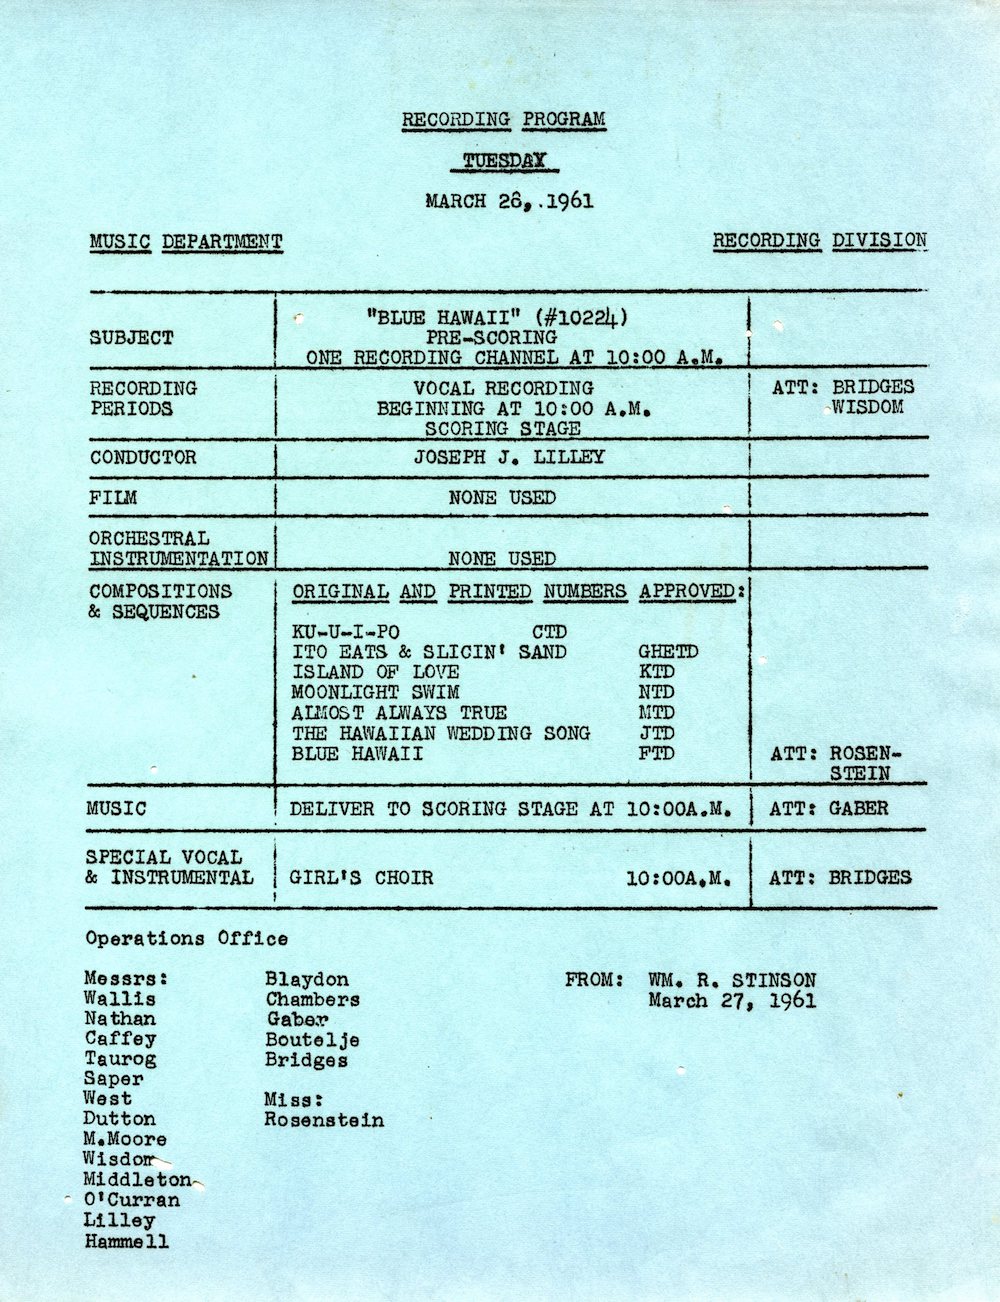 RECORDING PROGRAM
TUESDAY
MARCH 28, 1961
MUSIC DEPARTMENT RECORDING DIVISION
"BLUE HAWAII" (#10224)
SUBJECT PRE-SCORING
ONE RECORDING CHANNEL AT 10:00 A.M.
RECORDING VOCAL RECORDING ATT: BRIDGES
PERIODS BEGINNING AT 10:00 A.M. WISDOM
SCORING STAGE
CONDUCTOR JOSEPH J. LILLEY
FILM NONE USED
ORCHESTRAL
INSTRUMENTATION NONE USED
COMPOSITIONS ORIGINAL AND PRINTED NUMBERS APPROVED:
& SEQUENCES
KU-U-I-PO CTD
ITO EATS & SLICIN' SAND GHETD
ISLAND OF LOVE KTD
MOONLIGHT SWIM NTD
ALMOST ALWAYS TRUE MTD
THE HAWAIIAN WEDDING SONG JTD
BLUE HAWAII FTD ATT: ROSEN-
STEIN
MUSIC DELIVER TO SCORING STAGE AT 10:00A.M. ATT: GABER
SPECIAL VOCAL
& INSTRUMENTAL GIRL'S CHOIR 10:00A.M. ATT: BRIDGES
Operations Office
Messrs: Blaydon FROM: WM. R. STINSON
Wallis Chambers March 27, 1961
Nathan Gaber
Caffey Boutelje
Taurog Bridges
Saper
West Miss:
Dutton Rosenstein
M.Moore
Wisdom
Middleton
O'Curran
Lilley
Hammell